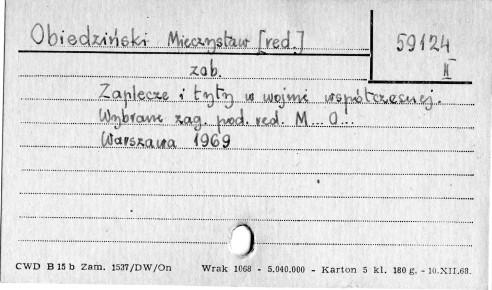 Obiedziński Mieczysław [red.]
59124
II
zob.
Zaplecze i tyły w wojnie współczesnej.
Wybrane zag. pod. red. M... O...
Warszawa 1969
CWD B 15 b Zam. 1537/DW/On Wrak 1068 - 5.040.000 - Karton 5 kl. 180 g. - 10.XII.68.